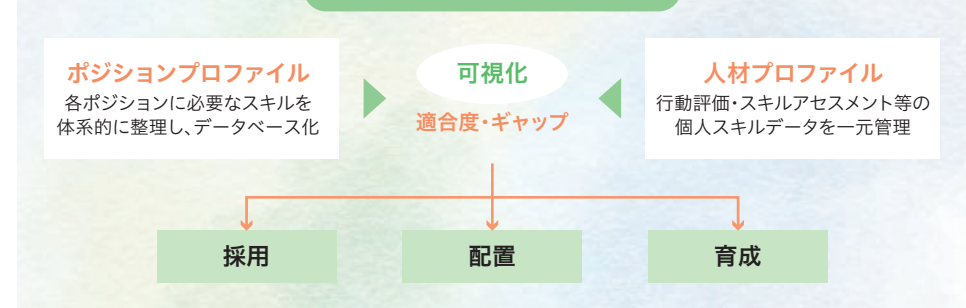 ポジションプロファイル
各ポジションに必要なスキルを
体系的に整理し、データベース化
可視化
適合度・ギャップ
人材プロファイル
行動評価・スキルアセスメント等の
個人スキルデータを一元管理
採用
配置
育成